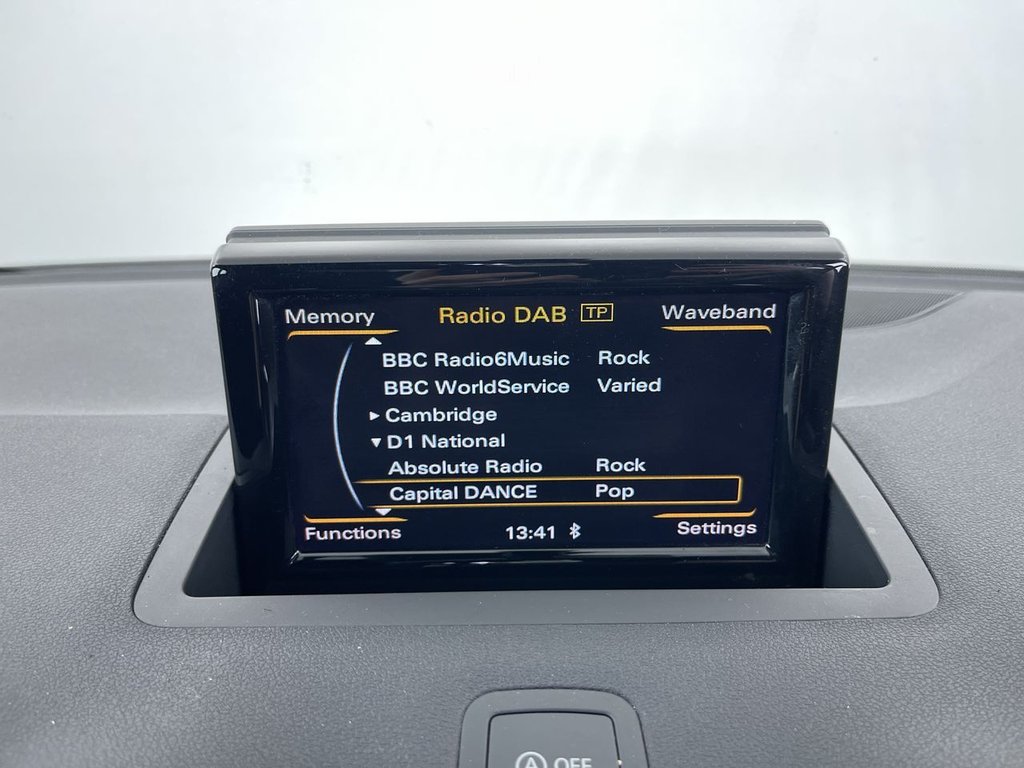 Memory Radio DAB TP Waveband
BBC Radio6Music Rock
BBC WorldService Varied
Cambridge
D1 National
Absolute Radio Rock
Capital DANCE Pop
Functions 13:41 Settings
A OFF